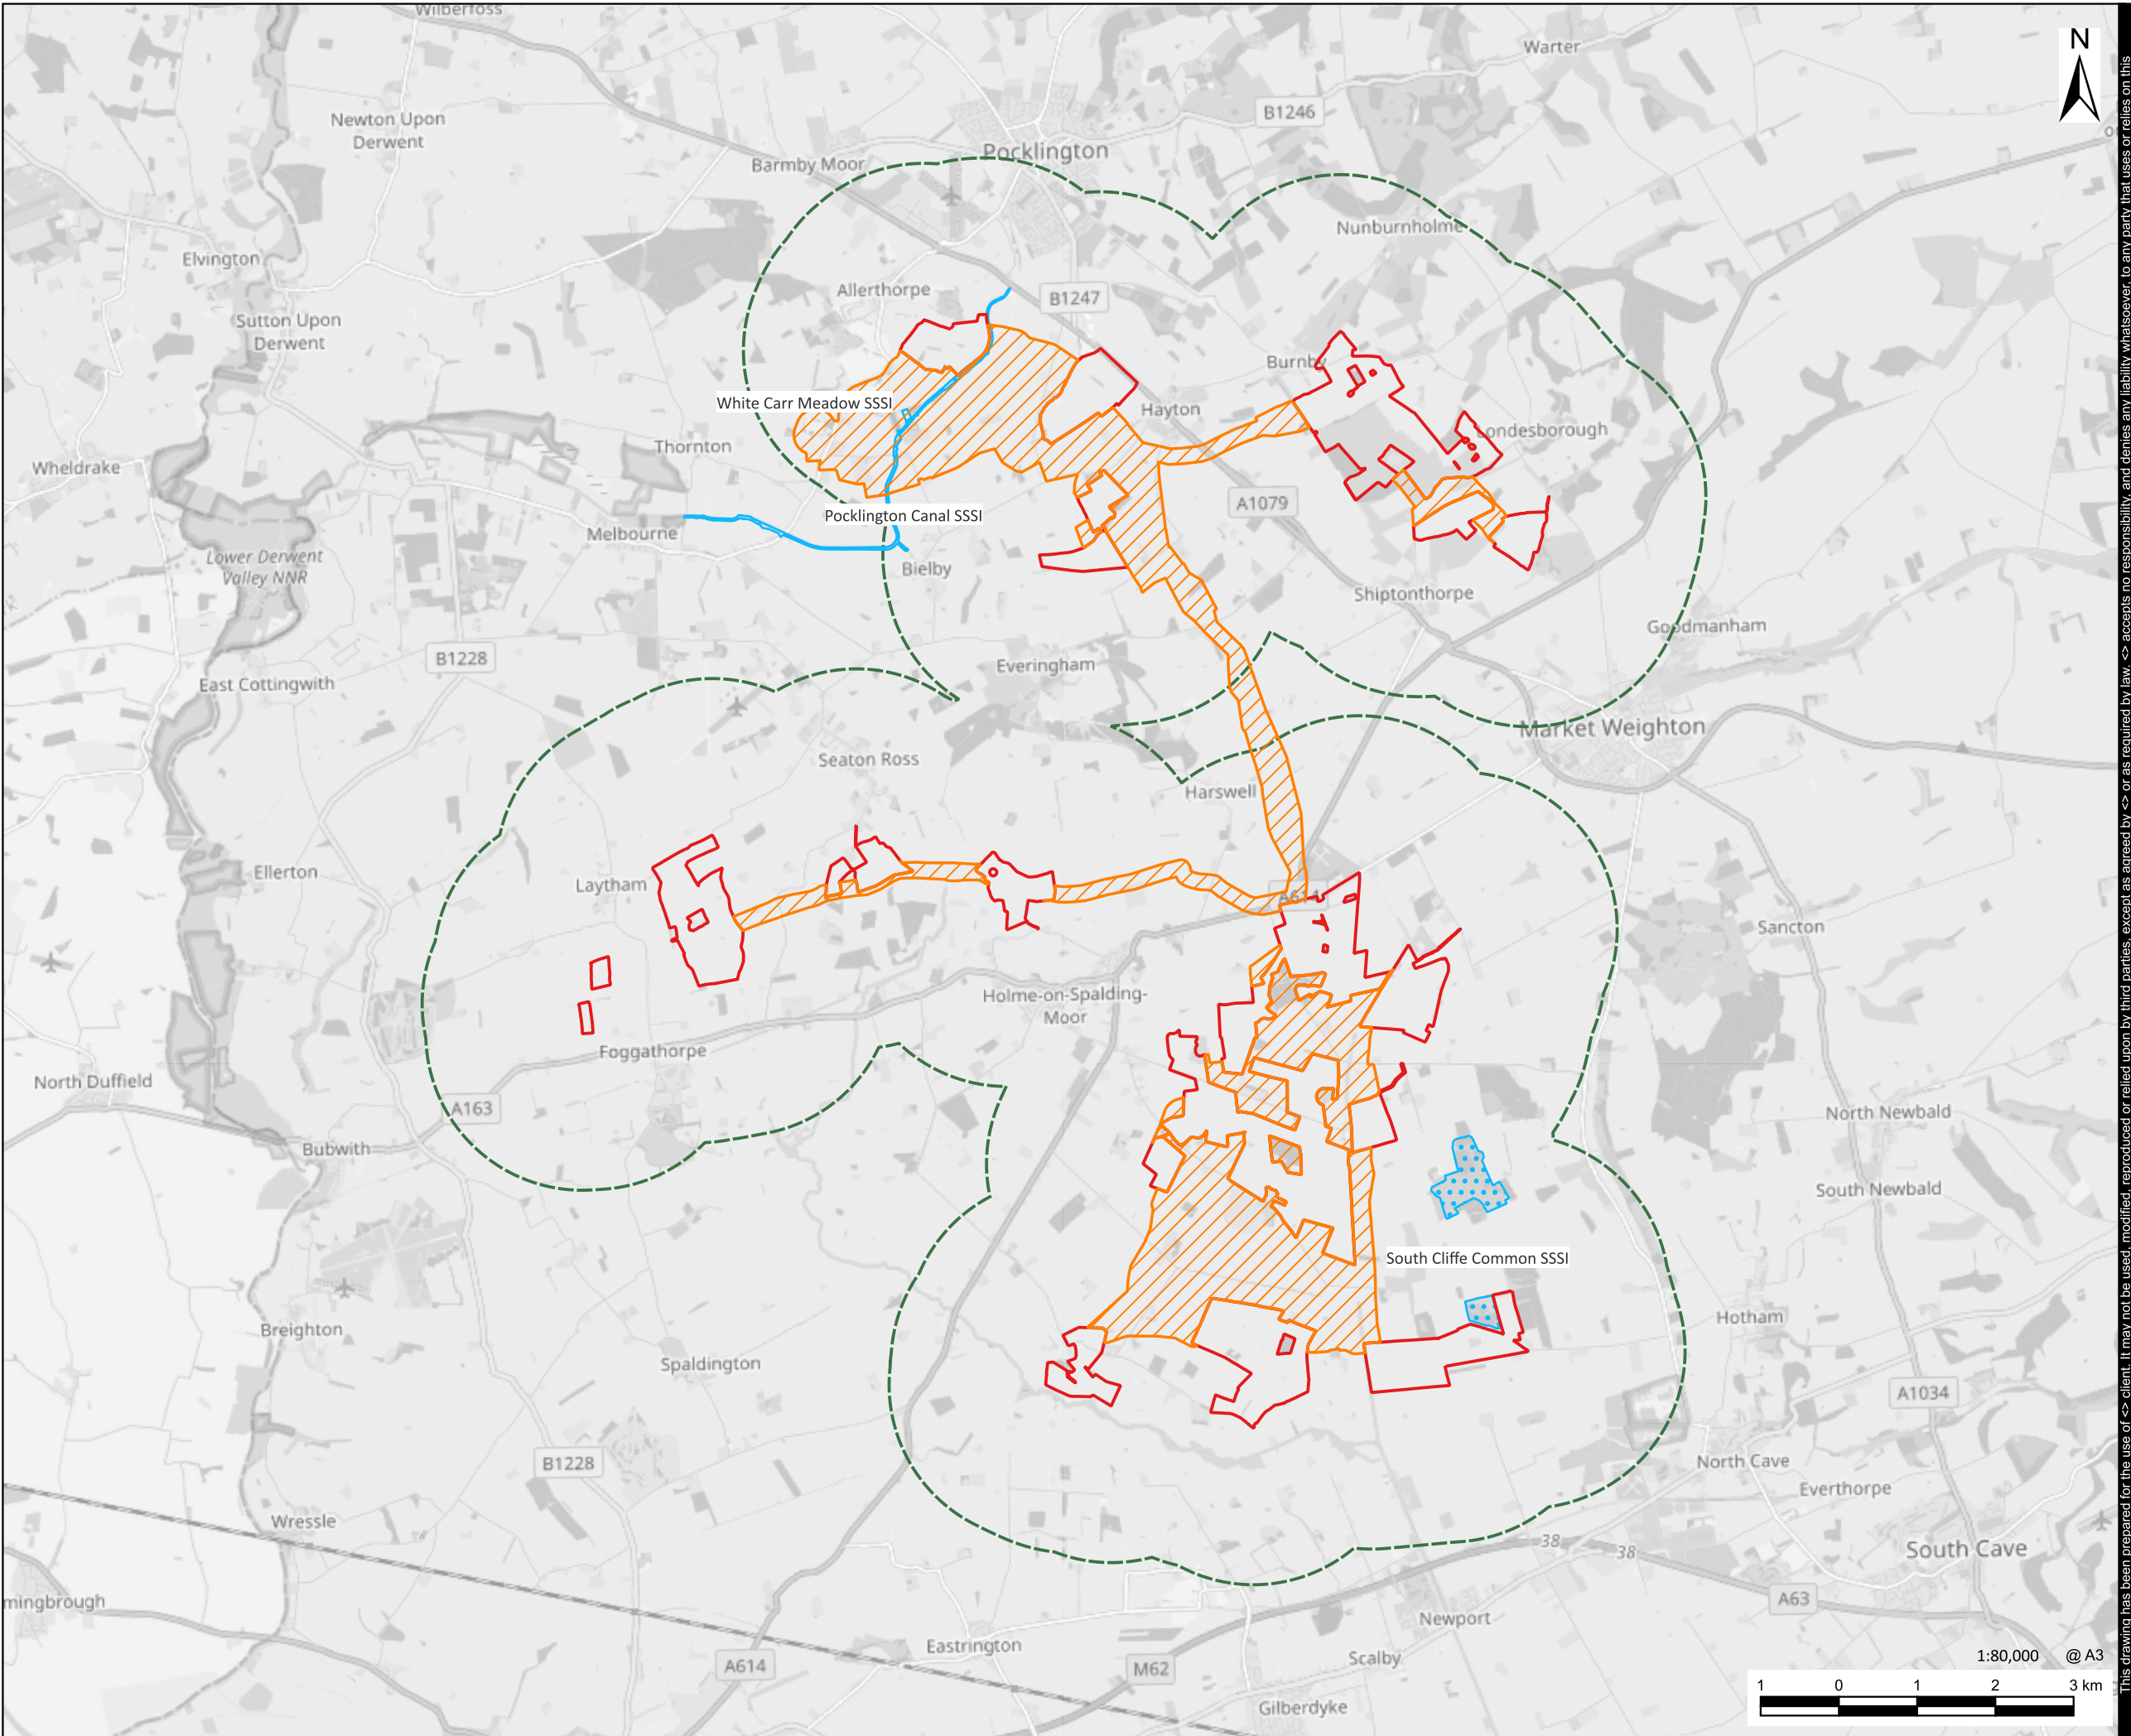 Wilberfoss
Warter
N
B1246
Newton Upon
Derwent
Barmby Moor
Pocklington
Nunburnholme
Elvington
Allerthorpe
B1247
Sutton Upon
Derwent
Burnby
White Carr Meadow SSSI
Hayton
Londesborough
Thornton
Wheldrake
A1079
Pocklington Canal SSSI
Melbourne
Lower Derwent
Valley NNR
Bielby
Shiptonthorpe
Goodmanham
B1228
Everingham
East Cottingwith
Market Weighton
Seaton Ross
Harswell
Ellerton
Laytham
A614
Sancton
Holme-on-Spalding-
Moor
Foggathorpe
North Duffield
A163
North Newbald
Bubwith
South Newbald
South Cliffe Common SSSI
Hotham
Breighton
Spaldington
A1034
B1228
North Cave
Everthorpe
Wressle
38
38
South Cave
mingbrough
A63
Newport
Eastrington
Scalby
A614
M62
Gilberdyke
1:80,000 @ A3
1 0 1 2 3 km
This drawing has been prepared for the use of <> client. It may not be used, modified, reproduced or relied upon by third parties, except as agreed by <> or as required by law. <> accepts no responsibility, and denies any liability whatsoever, to any party that uses or relies on this